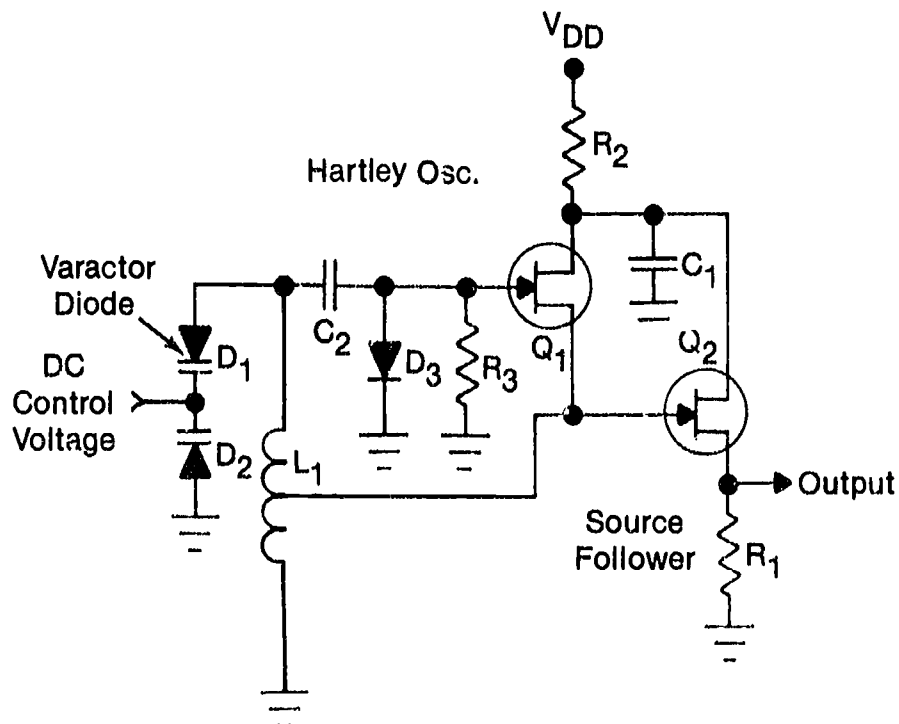 VDD
R2
Hartley Osc.
Varactor
Diode
C1
C2
Q1
Q2
D1
D3
R3
DC
Control
Voltage
D2
L1
Output
Source
Follower
R1